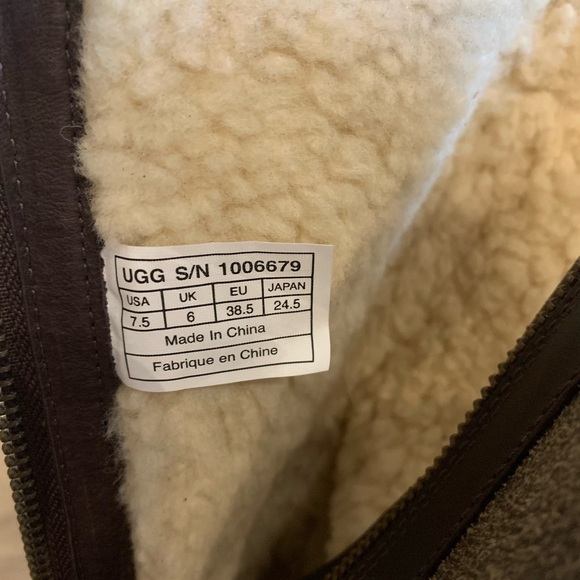 UGG S/N 1006679
USA UK EU JAPAN
7.5 6 38.5 24.5
Made In China
Fabrique en Chine